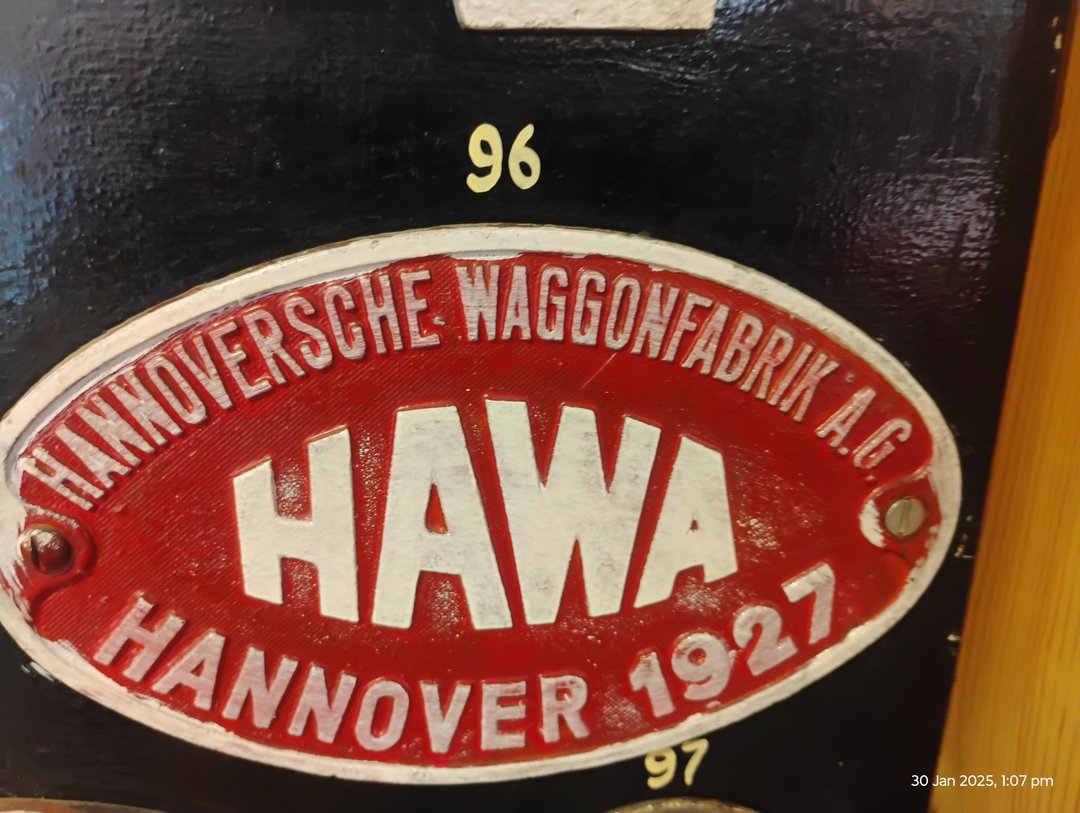 96
HANNOVERSCHE WAGGONFABRIK A.G.
HAWA
HANNOVER 1927
97
30 Jan 2025, 1:07 pm